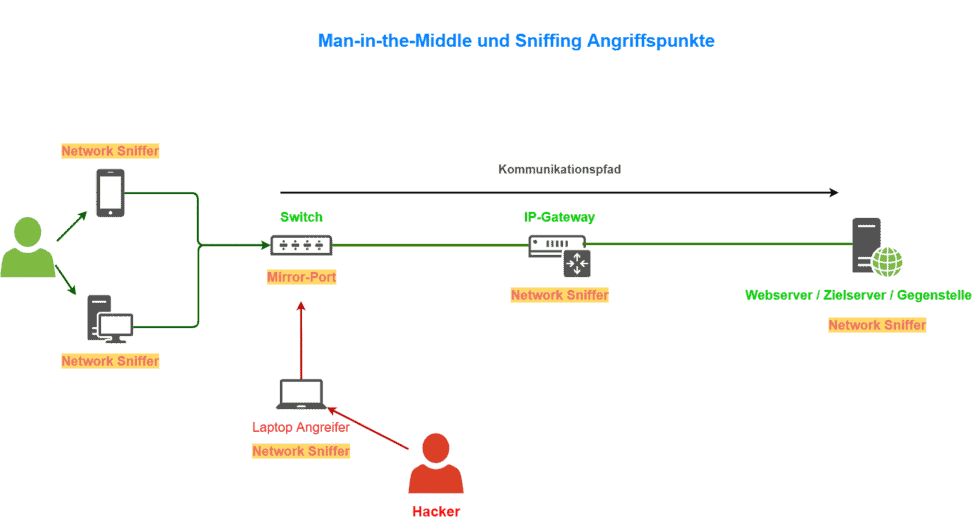 Man-in-the-Middle und Sniffing Angriffspunkte
Network Sniffer
Kommunikationspfad
Switch
IP-Gateway
Mirror-Port
Network Sniffer
Webserver / Zielserver / Gegenstelle
Network Sniffer
Network Sniffer
Laptop Angreifer
Network Sniffer
Hacker